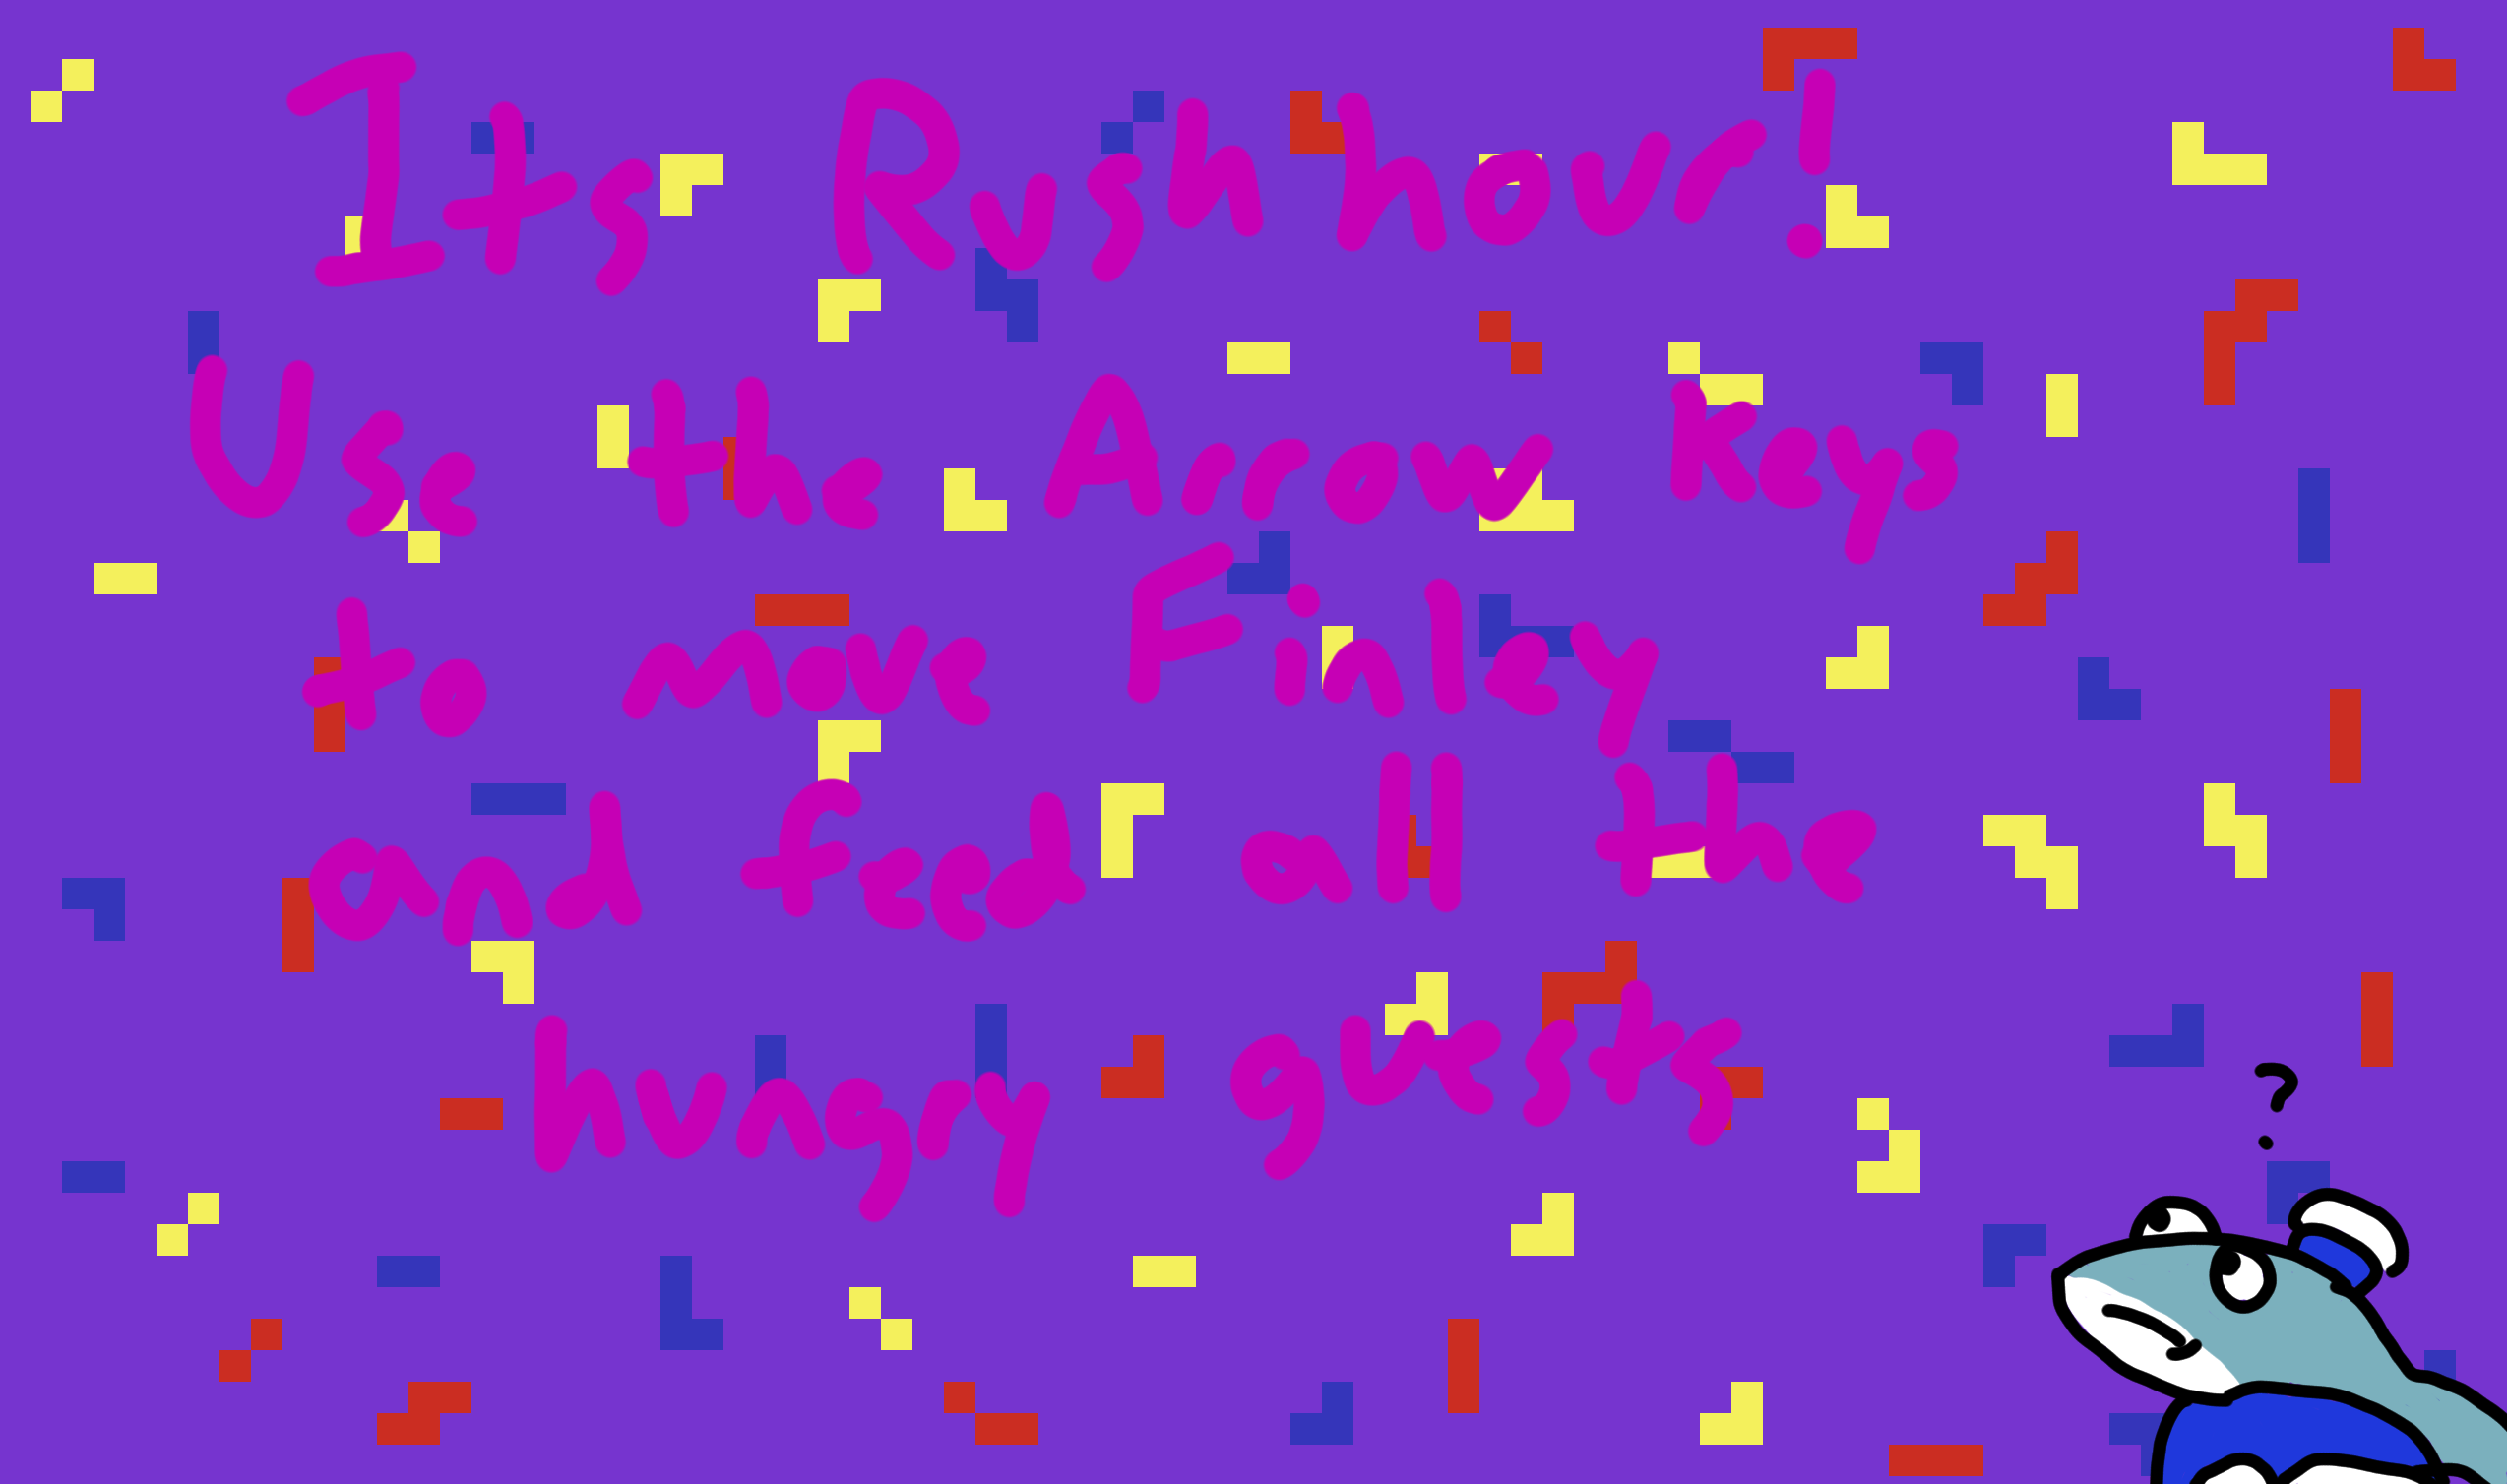 Its Rush hour!
Use the Arrow Keys
to move Finley
and feed all the
hungry guests
?